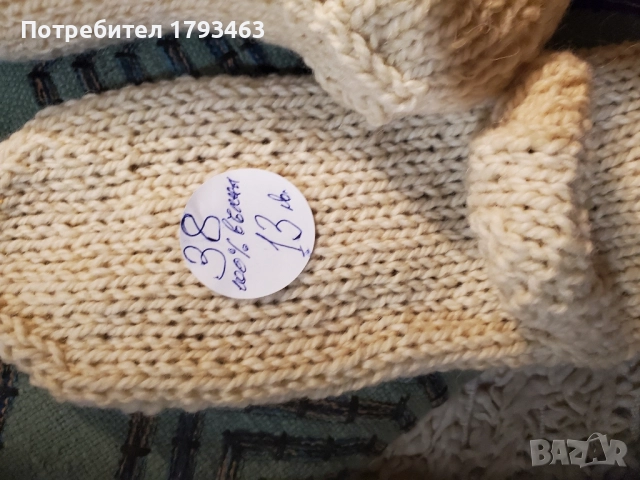 Потребител 1793463
38
100% вълна
13 лв.
BAZAR